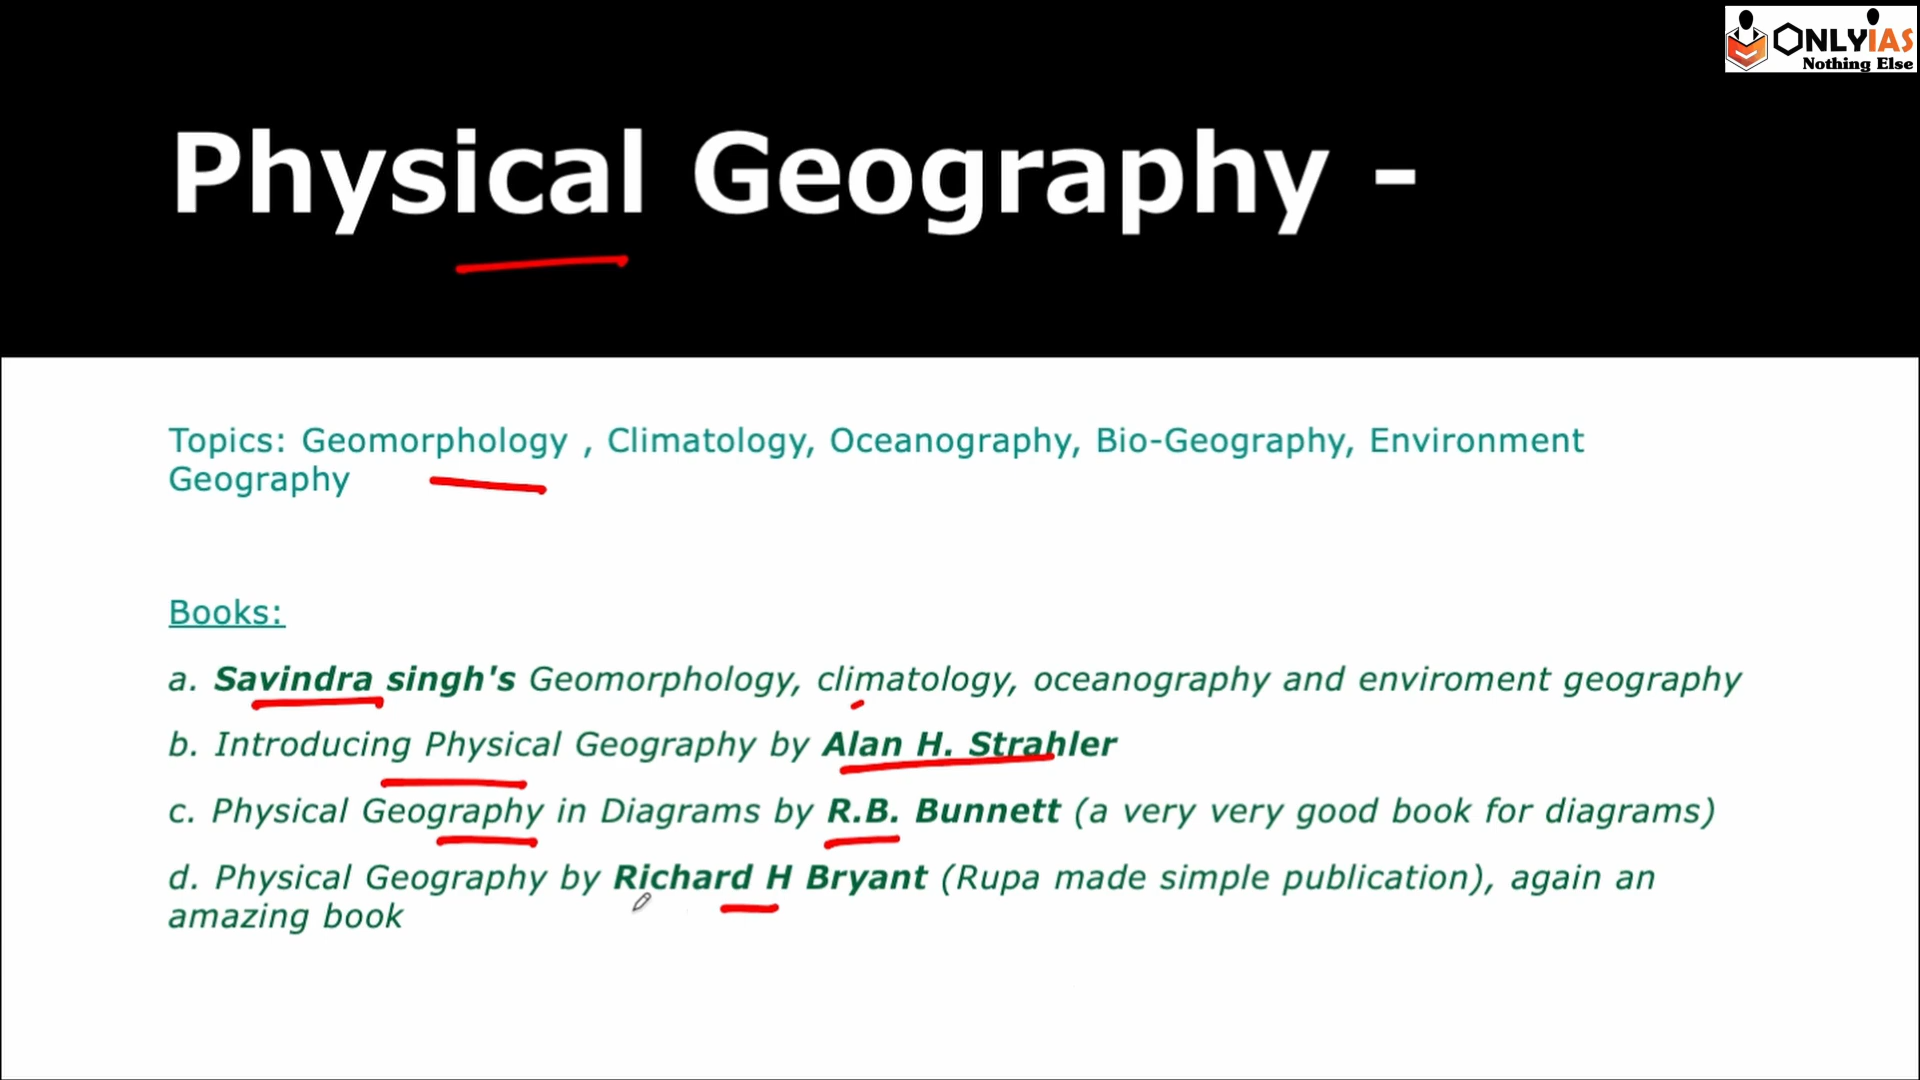 ONLYIAS
Nothing Else
Physical Geography -
Topics: Geomorphology , Climatology, Oceanography, Bio-Geography, Environment
Geography
Books:
a. Savindra singh's Geomorphology, climatology, oceanography and enviroment geography
b. Introducing Physical Geography by Alan H. Strahler
c. Physical Geography in Diagrams by R.B. Bunnett (a very very good book for diagrams)
d. Physical Geography by Richard H Bryant (Rupa made simple publication), again an
amazing book